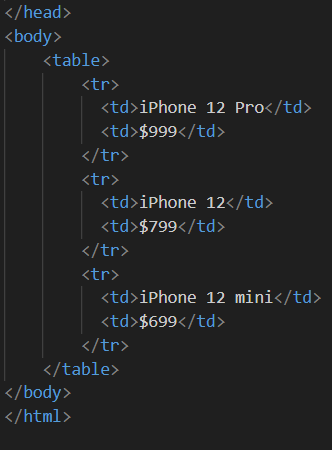 </head>
<body>
<table>
<tr>
<td>iPhone 12 Pro</td>
<td>$999</td>
</tr>
<tr>
<td>iPhone 12</td>
<td>$799</td>
</tr>
<tr>
<td>iPhone 12 mini</td>
<td>$699</td>
</tr>
</table>
</body>
</html>